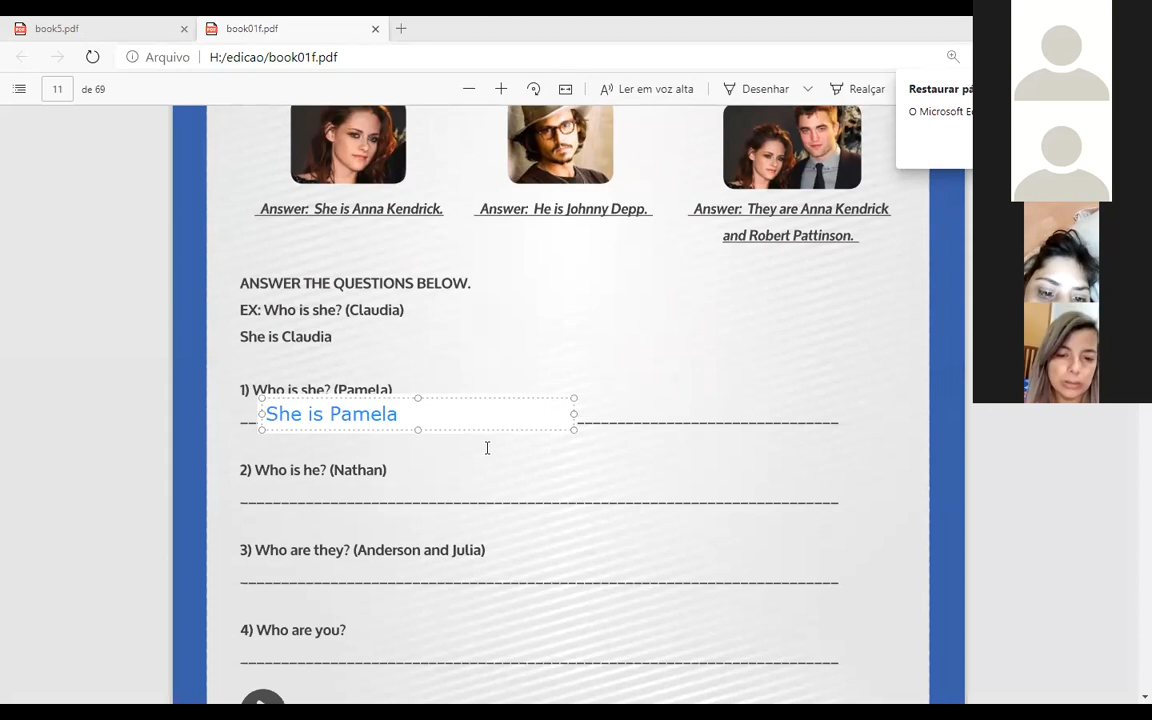 book5.pdf
book01f.pdf
Arquivo
H:/edicao/book01f.pdf
11
de 69
Ler em voz alta
Desenhar
Realçar
Restaurar
O Microsoft
Answer: She is Anna Kendrick.
Answer: He is Johnny Depp.
Answer: They are Anna Kendrick
and Robert Pattinson.
ANSWER THE QUESTIONS BELOW.
EX: Who is she? (Claudia)
She is Claudia
1) Who is she? (Pamela)
She is Pamela
2) Who is he? (Nathan)
3) Who are they? (Anderson and Julia)
4) Who are you?